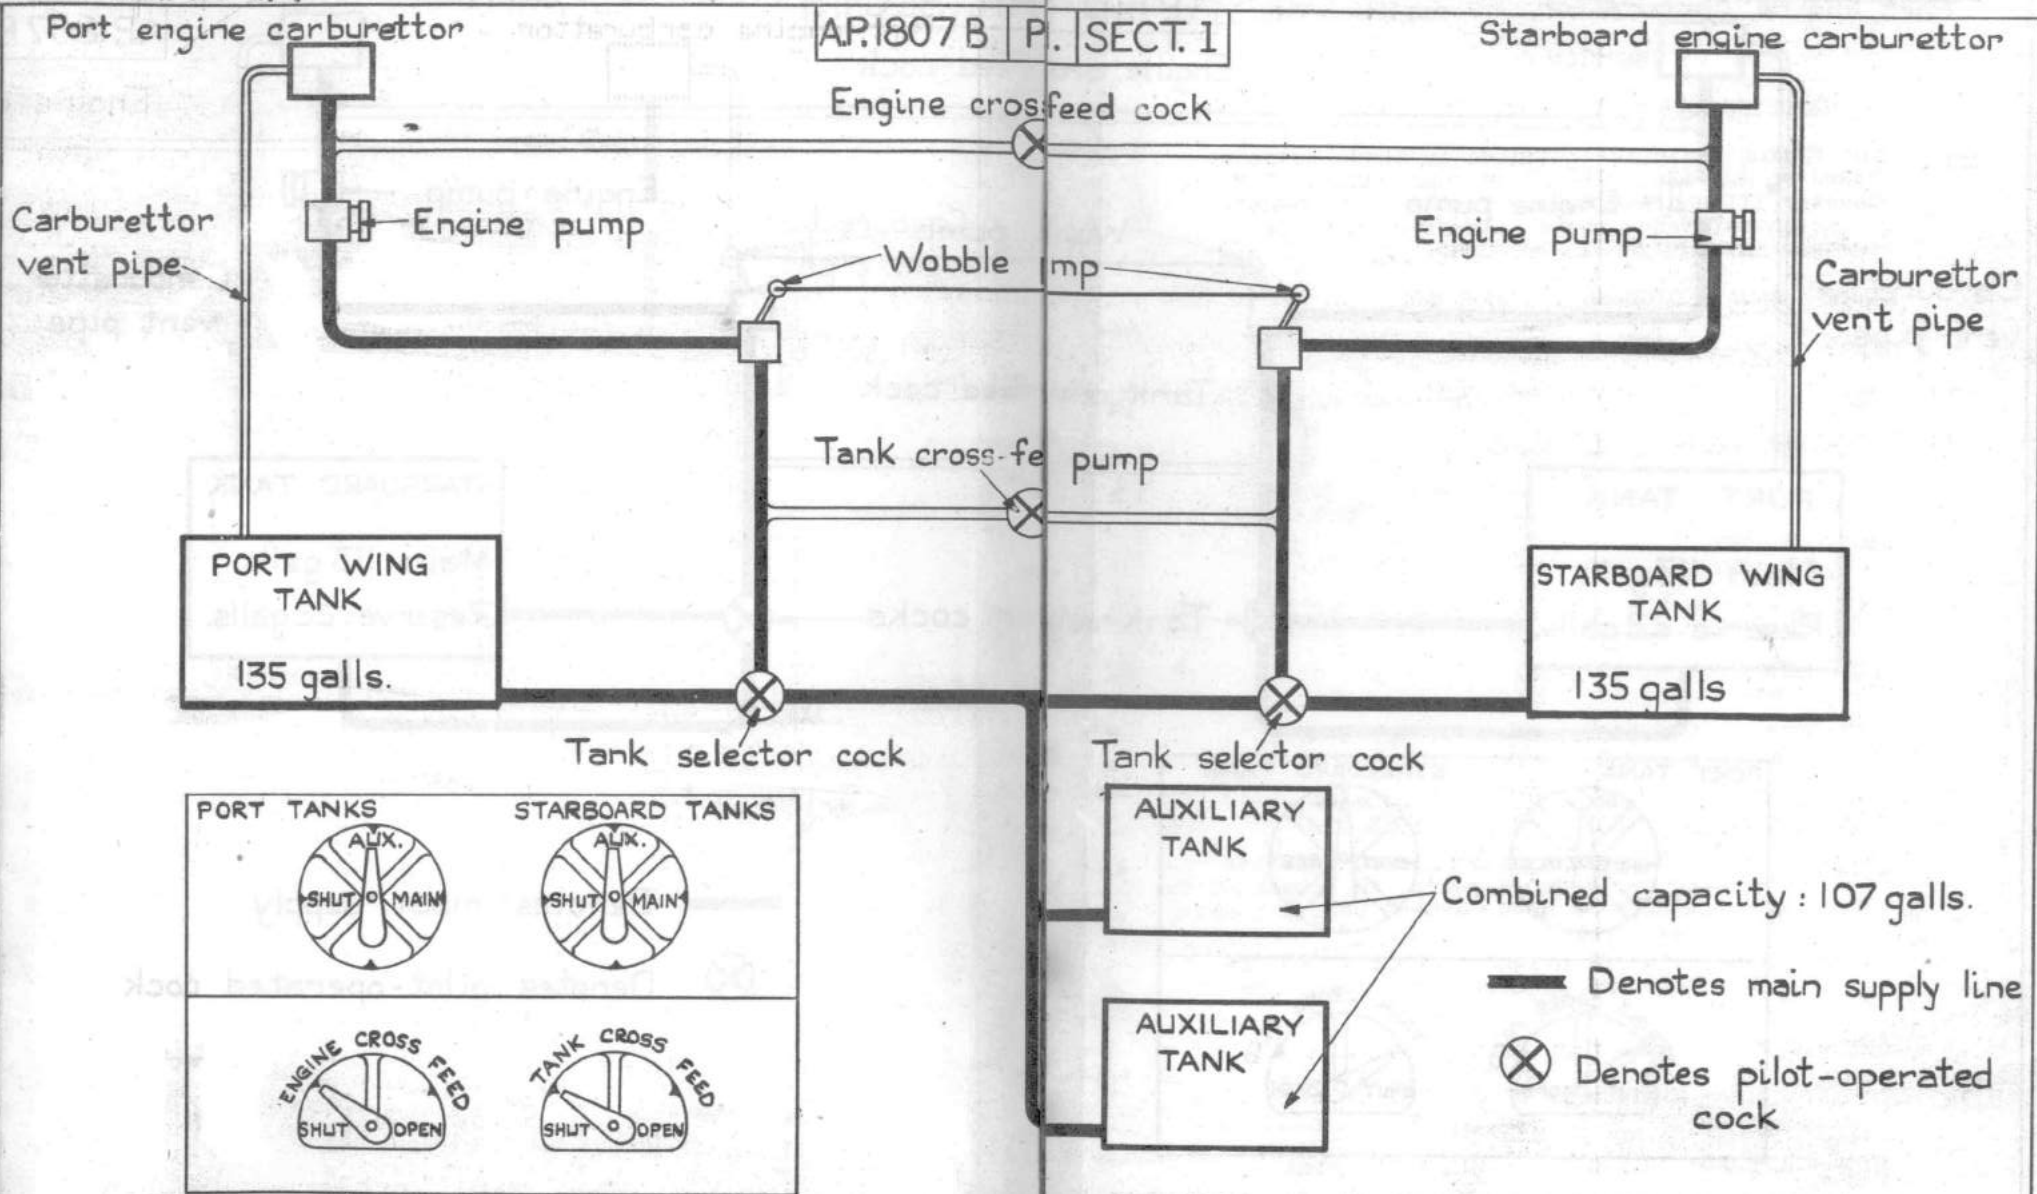 Port engine carburettor
A.P.1807 B P. SECT. 1
Starboard engine carburettor
Engine crosfeed cock
Carburettor
vent pipe
Engine pump
Wobble mp
Engine pump
Carburettor
vent pipe
Tank cross-fe pump
PORT WING
TANK
135 galls.
STARBOARD WING
TANK
135 galls
Tank selector cock
Tank selector cock
PORT TANKS
AUX.
SHUT MAIN
STARBOARD TANKS
AUX.
SHUT MAIN
ENGINE CROSS FEED
SHUT OPEN
TANK CROSS FEED
SHUT OPEN
AUXILIARY
TANK
Combined capacity : 107 galls.
AUXILIARY
TANK
Denotes main supply line
Denotes pilot-operated
cock